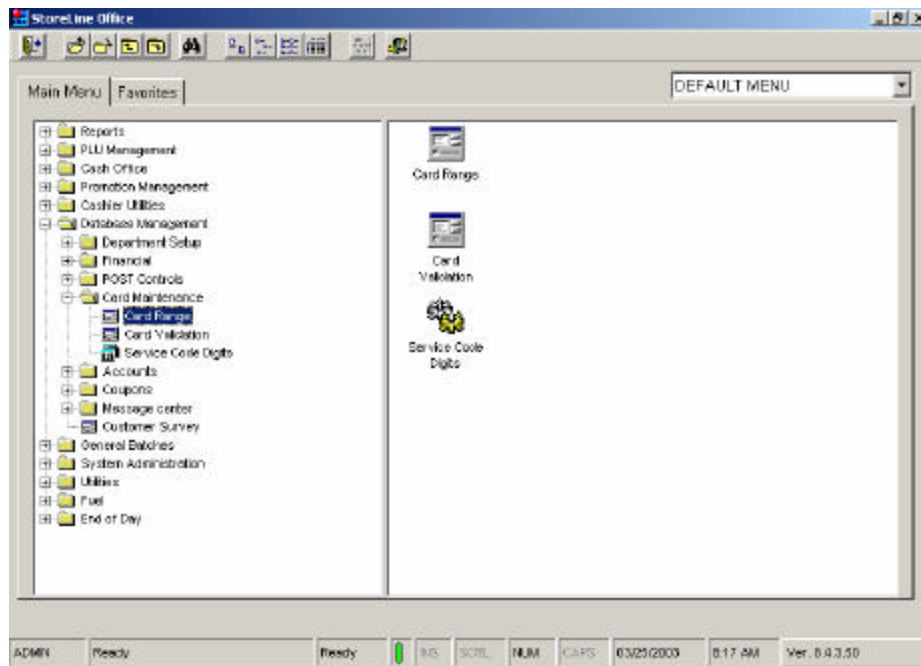 StoreLine Office
Main Menu
Favorites
DEFAULT MENU
Reports
PLU Management
Cash Office
Promotion Management
Cashier Utilities
Database Management
Department Setup
Financial
POST Controls
Card Maintenance
Card Range
Card Validation
Service Code Digits
Accounts
Coupons
Message center
Customer Survey
General Batches
System Administration
Utilities
Fuel
End of Day
Card Range
Card
Validation
Service Code
Digits
ADMIN Ready Ready INS SCRL NUM CAPS 03/25/2003 8:17 AM Ver. 8.4.3.50